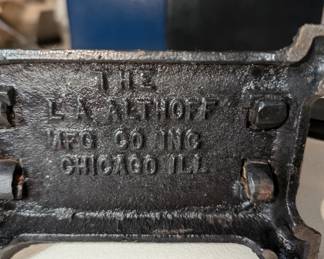 THE
L A ALTHOFF
MFG CO INC
CHICAGO ILL